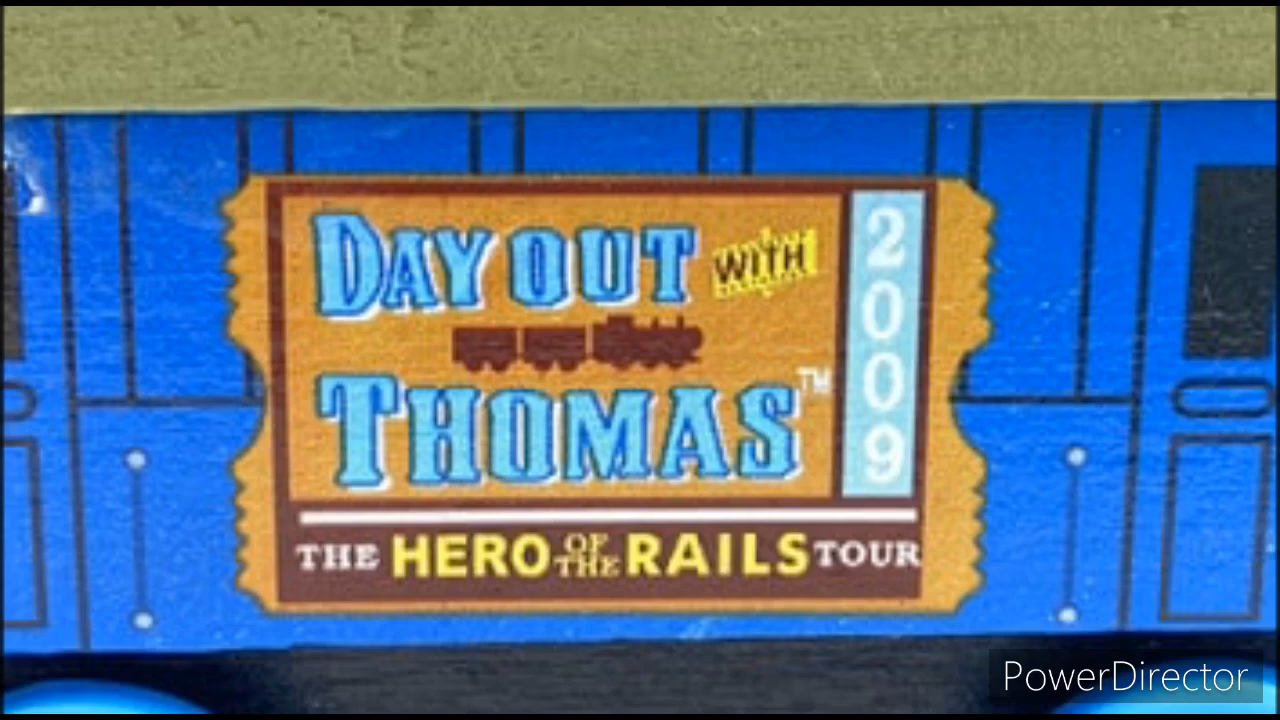 DAY OUT WITH
THOMAS™
2009
THE HERO OF THE RAILS TOUR
PowerDirector